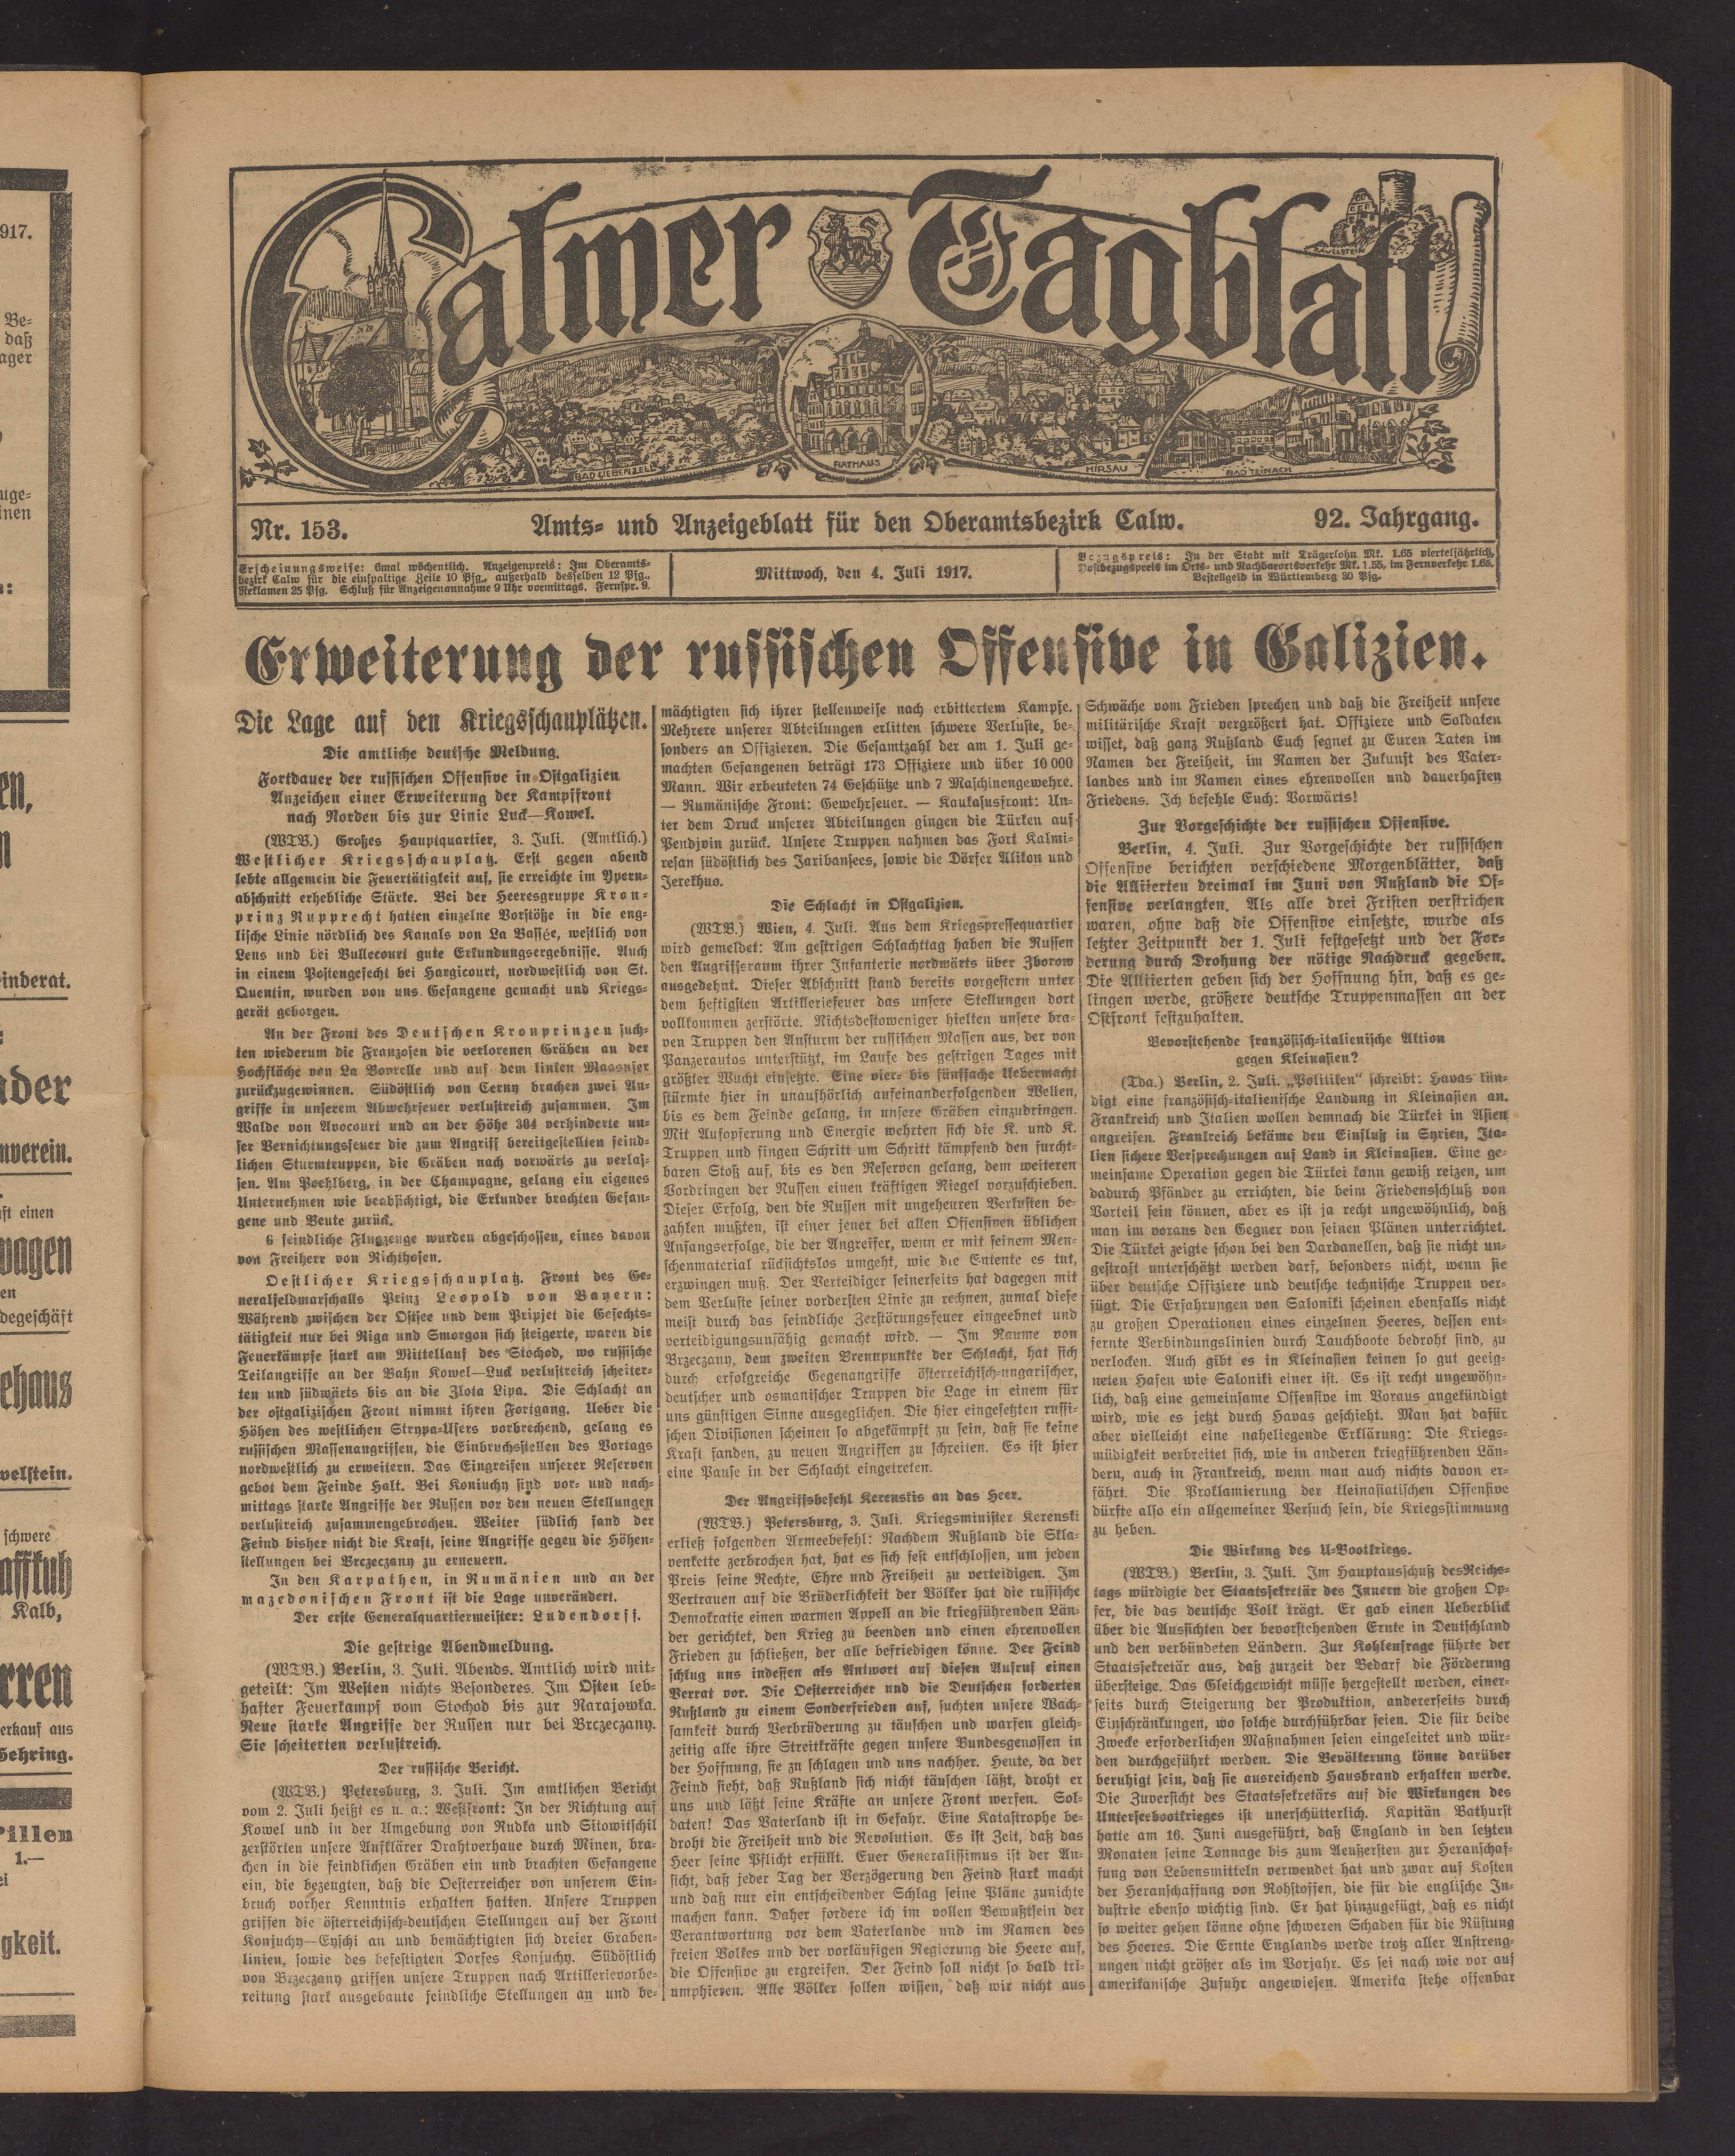 Calwer Tagblatt
ZAVELSTEIN
BAD LIEBENZELL
RATHAUS
HIRSAU
BAD TEINACH
Nr. 153.
Amts- und Anzeigeblatt für den Oberamtsbezirk Calw.
92. Jahrgang.
Erscheinungsweise: 6mal wöchentlich. Anzeigenpreis: Im Oberamts-
bezirk Calw für die einspaltige Zeile 10 Pfg., außerhalb desselben 12 Pfg.,
Reklamen 25 Pfg. Schluß für Anzeigenannahme 9 Uhr vormittags. Fernspr. 9.
Mittwoch, den 4. Juli 1917.
Bezugspreis: In der Stadt mit Trägerlohn Mk. 1.65 vierteljährlich,
Postbezugspreis im Orts- und Nachbarortsverkehr Mk. 1.55, im Fernverkehr 1.65.
Bestellgeld in Württemberg 30 Pfg.
Erweiterung der russischen Offensive in Galizien.
Die Lage auf den Kriegsschauplätzen.
Die amtliche deutsche Meldung.
Fortdauer der russischen Offensive in Ostgalizien
Anzeichen einer Erweiterung der Kampffront
nach Norden bis zur Linie Luck—Kowel.
(WTB.) Großes Hauptquartier, 3. Juli. (Amtlich.)
Westlicher Kriegsschauplatz. Erst gegen abend
lebte allgemein die Feuertätigkeit auf, sie erreichte im Ypern-
abschnitt erhebliche Stärke. Bei der Heeresgruppe Kron-
prinz Rupprecht hatten einzelne Vorstöße in die eng-
lische Linie nördlich des Kanals von La Bassée, westlich von
Lens und bei Bullecourt gute Erkundungsergebnisse. Auch
in einem Postengefecht bei Hargicourt, nordwestlich von St.
Quentin, wurden von uns Gefangene gemacht und Kriegs-
gerät geborgen.
An der Front des Deutschen Kronprinzen such-
ten wiederum die Franzosen die verlorenen Gräben an der
Hochfläche von La Bovrelle und auf dem linken Maasufer
zurückzugewinnen. Südöstlich von Cerny brachen zwei An-
griffe in unserem Abwehrfeuer verlustreich zusammen. Im
Walde von Avocourt und an der Höhe 304 verhinderte un-
ser Vernichtungsfeuer die zum Angriff bereitgestellten feind-
lichen Sturmtruppen, die Gräben nach vorwärts zu verlas-
sen. Am Poehlberg, in der Champagne, gelang ein eigenes
Unternehmen wie beabsichtigt, die Erkunder brachten Gefan-
gene und Beute zurück.
6 feindliche Flugzeuge wurden abgeschossen, eines davon
von Freiherr von Richthofen.
Oestlicher Kriegsschauplatz. Front des Ge-
neralfeldmarschalls Prinz Leopold von Bayern:
Während zwischen der Ostsee und dem Pripjet die Gefechts-
tätigkeit nur bei Riga und Smorgon sich steigerte, waren die
Feuerkämpfe stark am Mittellauf des Stochod, wo russische
Teilangriffe an der Bahn Kowel—Luck verlustreich scheiter-
ten und südwärts bis an die Zlota Lipa. Die Schlacht an
der ostgalizischen Front nimmt ihren Fortgang. Ueber die
Höhen des westlichen Strypa-Ufers vorbrechend, gelang es
russischen Massenangriffen, die Einbruchsstellen des Vortags
nordwestlich zu erweitern. Das Eingreifen unserer Reserven
gebot dem Feinde Halt. Bei Koniuchy sind vor- und nach-
mittags starke Angriffe der Russen vor den neuen Stellungen
verlustreich zusammengebrochen. Weiter südlich fand der
Feind bisher nicht die Kraft, seine Angriffe gegen die Höhen-
stellungen bei Brzezany zu erneuern.
In den Karpathen, in Rumänien und an der
mazedonischen Front ist die Lage unverändert.
Der erste Generalquartiermeister: Ludendorff.
Die gestrige Abendmeldung.
(WTB.) Berlin, 3. Juli. Abends. Amtlich wird mit-
geteilt: Im Westen nichts Besonderes. Im Osten leb-
hafter Feuerkampf vom Stochod bis zur Narajowka.
Neue starke Angriffe der Russen nur bei Brzeczany.
Sie scheiterten verlustreich.
Der russische Bericht.
(WTB.) Petersburg, 3. Juli. Im amtlichen Bericht
vom 2. Juli heißt es u. a.: Westfront: In der Richtung auf
Kowel und in der Umgebung von Rudka und Sitowitschil
zerstörten unsere Aufklärer Drahtverhaue durch Minen, bra-
chen in die feindlichen Gräben ein und brachten Gefangene
ein, die bezeugten, daß die Oesterreicher von unserem Ein-
bruch vorher Kenntnis erhalten hatten. Unsere Truppen
griffen die österreichisch-deutschen Stellungen auf der Front
Konjuchy—Eyschi an und bemächtigten sich dreier Graben-
linien, sowie des befestigten Dorfes Konjuchy. Südöstlich
von Brzeczany griffen unsere Truppen nach Artillerievorbe-
reitung stark ausgebaute feindliche Stellungen an und be-
mächtigten sich ihrer stellenweise nach erbittertem Kampfe.
Mehrere unserer Abteilungen erlitten schwere Verluste, be-
sonders an Offizieren. Die Gesamtzahl der am 1. Juli ge-
machten Gefangenen beträgt 173 Offiziere und über 10 000
Mann. Wir erbeuteten 74 Geschütze und 7 Maschinengewehre.
— Rumänische Front: Gewehrfeuer. — Kaukasusfront: Un-
ter dem Druck unserer Abteilungen gingen die Türken auf
Pendjvin zurück. Unsere Truppen nahmen das Fort Kalmi-
resan südöstlich des Jaribansees, sowie die Dörfer Aliton und
Jerekhuo.
Die Schlacht in Ostgalizien.
(WTB.) Wien, 4. Juli. Aus dem Kriegspressequartier
wird gemeldet: Am gestrigen Schlachttag haben die Russen
den Angriffsraum ihrer Infanterie nordwärts über Zborow
ausgedehnt. Dieser Abschnitt stand bereits vorgestern unter
dem heftigsten Artilleriefeuer das unsere Stellungen dort
vollkommen zerstörte. Nichtsdestoweniger hielten unsere bra-
ven Truppen den Ansturm der russischen Massen aus, der von
Panzerautos unterstützt, im Laufe des gestrigen Tages mit
größter Wucht einsetzte. Eine vier- bis fünffache Uebermacht
stürmte hier in unaufhörlich aufeinanderfolgenden Wellen,
bis es dem Feinde gelang, in unsere Gräben einzudringen.
Mit Aufopferung und Energie wehrten sich die K. und K.
Truppen und fingen Schritt um Schritt kämpfend den furcht-
baren Stoß auf, bis es den Reserven gelang, dem weiteren
Vordringen der Russen einen kräftigen Riegel vorzuschieben.
Dieser Erfolg, den die Russen mit ungeheuren Verlusten be-
zahlen mußten, ist einer jener bei allen Offensiven üblichen
Anfangserfolge, die der Angreifer, wenn er mit seinem Men-
schenmaterial rücksichtslos umgeht, wie die Entente es tut,
erzwingen muß. Der Verteidiger seinerseits hat dagegen mit
dem Verluste seiner vordersten Linie zu rechnen, zumal diese
meist durch das feindliche Zerstörungsfeuer eingeebnet und
verteidigungsunfähig gemacht wird. — Im Raume von
Brzeczany, dem zweiten Brennpunkte der Schlacht, hat sich
durch erfolgreiche Gegenangriffe österreichisch-ungarischer,
deutscher und osmanischer Truppen die Lage in einem für
uns günstigen Sinne ausgeglichen. Die hier eingesetzten russi-
schen Divisionen scheinen so abgekämpft zu sein, daß sie keine
Kraft fanden, zu neuen Angriffen zu schreiten. Es ist hier
eine Pause in der Schlacht eingetreten.
Der Angriffsbefehl Kerenskis an das Heer.
(WTB.) Petersburg, 3. Juli. Kriegsminister Kerenski
erließ folgenden Armeebefehl: Nachdem Rußland die Skla-
venkette zerbrochen hat, hat es sich fest entschlossen, um jeden
Preis seine Rechte, Ehre und Freiheit zu verteidigen. Im
Vertrauen auf die Brüderlichkeit der Völker hat die russische
Demokratie einen warmen Appell an die kriegführenden Län-
der gerichtet, den Krieg zu beenden und einen ehrenvollen
Frieden zu schließen, der alle befriedigen könne. Der Feind
schlug uns indessen als Antwort auf diesen Aufruf einen
Verrat vor. Die Oesterreicher und die Deutschen forderten
Rußland zu einem Sonderfrieden auf, suchten unsere Wach-
samkeit durch Verbrüderung zu täuschen und warfen gleich-
zeitig alle ihre Streitkräfte gegen unsere Bundesgenossen in
der Hoffnung, sie zu schlagen und uns nachher. Heute, da der
Feind sieht, daß Rußland sich nicht täuschen läßt, droht er
uns und läßt seine Kräfte an unsere Front werfen. Sol-
daten! Das Vaterland ist in Gefahr. Eine Katastrophe be-
droht die Freiheit und die Revolution. Es ist Zeit, daß das
Heer seine Pflicht erfüllt. Euer Generalissimus ist der An-
sicht, daß jeder Tag der Verzögerung den Feind stark macht
und daß nur ein entscheidender Schlag seine Pläne zunichte
machen kann. Daher fordere ich im vollen Bewußtsein der
Verantwortung vor dem Vaterlande und im Namen des
freien Volkes und der vorläufigen Regierung die Heere auf,
die Offensive zu ergreifen. Der Feind soll nicht so bald tri-
umphieren. Alle Völker sollen wissen, daß wir nicht aus
Schwäche vom Frieden sprechen und daß die Freiheit unsere
militärische Kraft vergrößert hat. Offiziere und Soldaten
wisset, daß ganz Rußland Euch segnet zu Euren Taten im
Namen der Freiheit, im Namen der Zukunft des Vater-
landes und im Namen eines ehrenvollen und dauerhaften
Friedens. Ich befehle Euch: Vorwärts!
Zur Vorgeschichte der russischen Offensive.
Berlin, 4. Juli. Zur Vorgeschichte der russischen
Offensive berichten verschiedene Morgenblätter, daß
die Alliierten dreimal im Juni von Rußland die Of-
fensive verlangten. Als alle drei Fristen verstrichen
waren, ohne daß die Offensive einsetzte, wurde als
letzter Zeitpunkt der 1. Juli festgesetzt und der For-
derung durch Drohung der nötige Nachdruck gegeben.
Die Alliierten geben sich der Hoffnung hin, daß es ge-
lingen werde, größere deutsche Truppenmassen an der
Ostfront festzuhalten.
Bevorstehende französisch-italienische Aktion
gegen Kleinasien?
(Tda.) Berlin, 2. Juli. „Politiken" schreibt: Havas kün-
digt eine französisch-italienische Landung in Kleinasien an.
Frankreich und Italien wollen demnach die Türkei in Asien
angreifen. Frankreich bekäme den Einfluß in Syrien, Ita-
lien sichere Versprechungen auf Land in Kleinasien. Eine ge-
meinsame Operation gegen die Türkei kann gewiß reizen, um
dadurch Pfänder zu errichten, die beim Friedensschluß von
Vorteil sein können, aber es ist ja recht ungewöhnlich, daß
man im voraus den Gegner von seinen Plänen unterrichtet.
Die Türkei zeigte schon bei den Dardanellen, daß sie nicht un-
gestraft unterschätzt werden darf, besonders nicht, wenn sie
über deutsche Offiziere und deutsche technische Truppen ver-
fügt. Die Erfahrungen von Saloniki scheinen ebenfalls nicht
zu großen Operationen eines einzelnen Heeres, dessen ent-
fernte Verbindungslinien durch Tauchboote bedroht sind, zu
verlocken. Auch gibt es in Kleinasien keinen so gut geeig-
neten Hafen wie Saloniki einer ist. Es ist recht ungewöhn-
lich, daß eine gemeinsame Offensive im Voraus angekündigt
wird, wie es jetzt durch Havas geschieht. Man hat dafür
aber vielleicht eine naheliegende Erklärung: Die Kriegs-
müdigkeit verbreitet sich, wie in anderen kriegführenden Län-
dern, auch in Frankreich, wenn man auch nichts davon er-
fährt. Die Proklamierung der kleinasiatischen Offensive
dürfte also ein allgemeiner Versuch sein, die Kriegsstimmung
zu heben.
Die Wirkung des U-Bootkriegs.
(WTB.) Berlin, 3. Juli. Im Hauptausschuß des Reichs-
tags würdigte der Staatssekretär des Innern die großen Op-
fer, die das deutsche Volk trägt. Er gab einen Ueberblick
über die Aussichten der bevorstehenden Ernte in Deutschland
und den verbündeten Ländern. Zur Kohlenfrage führte der
Staatssekretär aus, daß zurzeit der Bedarf die Förderung
übersteige. Das Gleichgewicht müsse hergestellt werden, einer-
seits durch Steigerung der Produktion, andererseits durch
Einschränkungen, wo solche durchführbar seien. Die für beide
Zwecke erforderlichen Maßnahmen seien eingeleitet und wür-
den durchgeführt werden. Die Bevölkerung könne darüber
beruhigt sein, daß sie ausreichend Hausbrand erhalten werde.
Die Zuversicht des Staatssekretärs auf die Wirkungen des
Unterseebootkrieges ist unerschütterlich. Kapitän Bathurst
hatte am 16. Juni ausgeführt, daß England in den letzten
Monaten seine Tonnage bis zum Aeußersten zur Heranschaf-
fung von Lebensmitteln verwendet hat und zwar auf Kosten
der Heranschaffung von Rohstoffen, die für die englische In-
dustrie ebenso wichtig sind. Er hat hinzugefügt, daß es nicht
so weiter gehen könne ohne schweren Schaden für die Rüstung
des Heeres. Die Ernte Englands werde trotz aller Anstreng-
ungen nicht größer als im Vorjahr. Es sei nach wie vor auf
amerikanische Zufuhr angewiesen. Amerika stehe offenbar